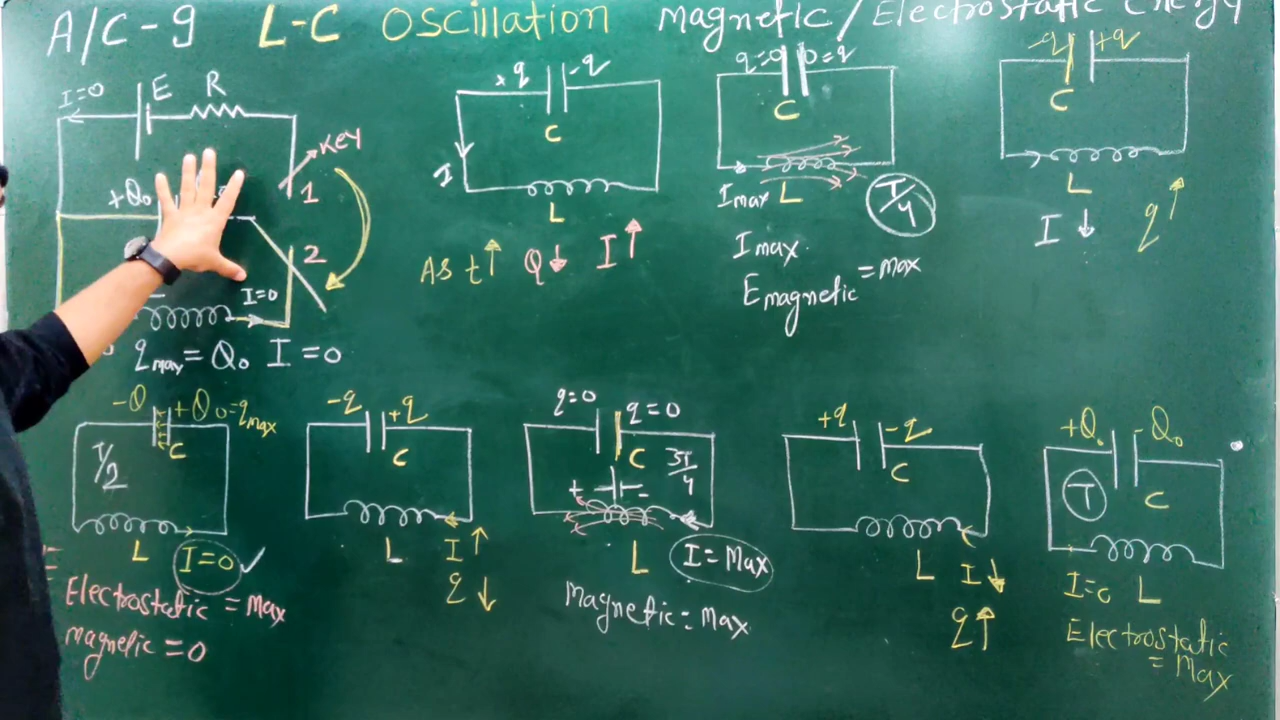 A/C-9 L-C Oscillation Magnetic/Electrostatic Energy
I=0 E R
Key
+Q₀
1
2
I=0
qmax = Q₀ I = 0
+q -q
C
I
L
As t↑ Q↓ I↑
q=0 0=q
C
Imax L
T/4
Imax
Emagnetic = max
-q +q
C
L
I ↓ q↑
-Q +Q₀=qmax
C
T/2
L I=0 ✓
Electrostatic = Max
Magnetic = 0
-q +q
C
L I↑
q↓
q=0 q=0
C 3T/4
+ -
L I = Max
Magnetic = Max
+q -q
C
L I↓
q↑
+Q₀ -Q₀
T C
I=0 L
Electrostatic
= Max